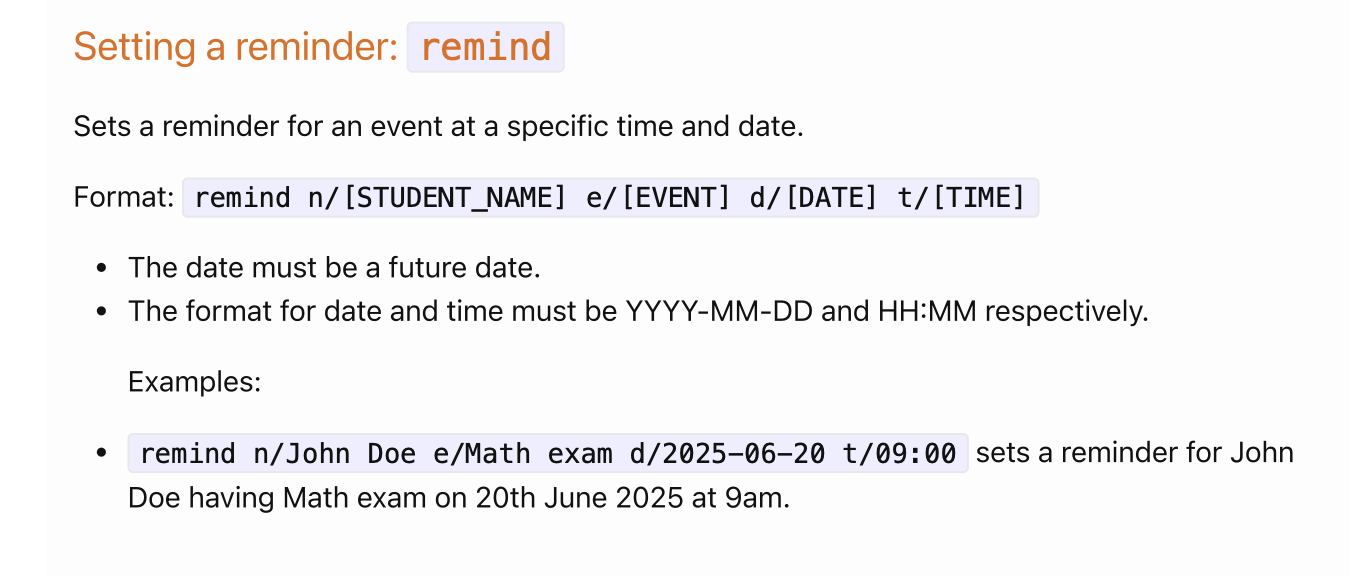 Setting a reminder: remind
Sets a reminder for an event at a specific time and date.
Format: remind n/[STUDENT_NAME] e/[EVENT] d/[DATE] t/[TIME]
• The date must be a future date.
• The format for date and time must be YYYY-MM-DD and HH:MM respectively.
Examples:
• remind n/John Doe e/Math exam d/2025-06-20 t/09:00 sets a reminder for John
Doe having Math exam on 20th June 2025 at 9am.